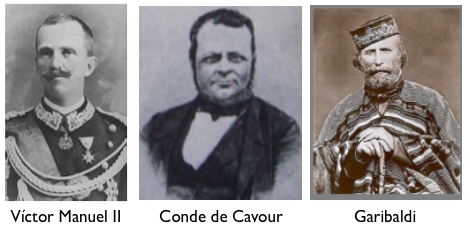 Víctor Manuel II
Conde de Cavour
Garibaldi